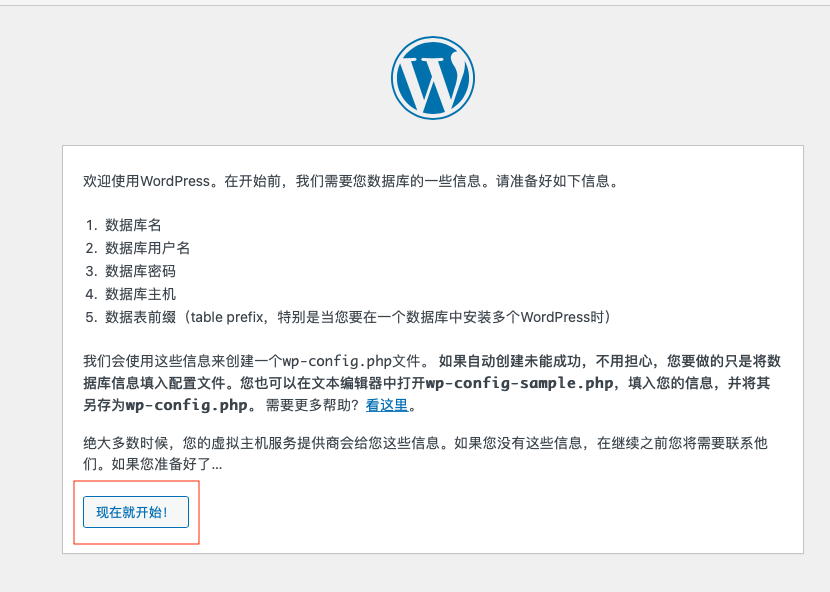 欢迎使用WordPress。在开始前，我们需要您数据库的一些信息。请准备好如下信息。
1. 数据库名
2. 数据库用户名
3. 数据库密码
4. 数据库主机
5. 数据表前缀（table prefix，特别是当您要在一个数据库中安装多个WordPress时）
我们会使用这些信息来创建一个wp-config.php文件。 如果自动创建未能成功，不用担心，您要做的只是将数
据库信息填入配置文件。您也可以在文本编辑器中打开wp-config-sample.php，填入您的信息，并将其
另存为wp-config.php。 需要更多帮助？看这里。
绝大多数时候，您的虚拟主机服务提供商会给您这些信息。如果您没有这些信息，在继续之前您将需要联系他
们。如果您准备好了...
现在就开始！